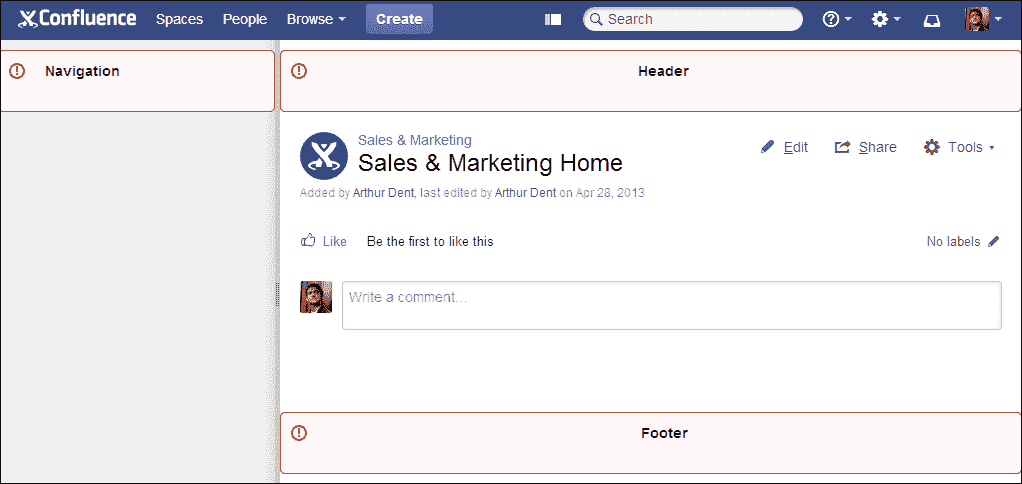 Confluence Spaces People Browse Create Search
Navigation
Header
Sales & Marketing
Sales & Marketing Home
Edit Share Tools
Added by Arthur Dent, last edited by Arthur Dent on Apr 28, 2013
Like Be the first to like this No labels
Write a comment...
Footer